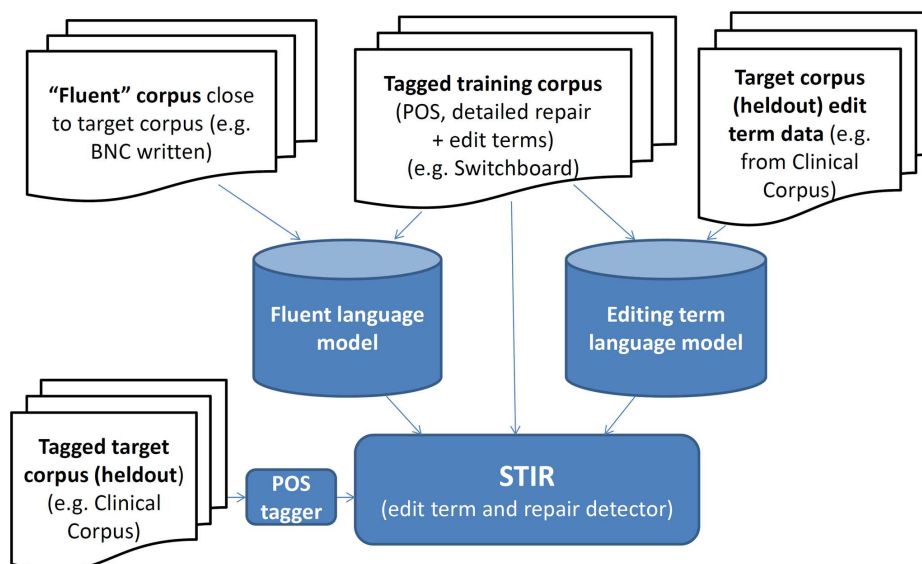 “Fluent” corpus close
to target corpus (e.g.
BNC written)
Tagged training corpus
(POS, detailed repair
+ edit terms)
(e.g. Switchboard)
Target corpus
(heldout) edit
term data (e.g.
from Clinical
Corpus)
Fluent language
model
Editing term
language model
Tagged target
corpus (heldout)
(e.g. Clinical
Corpus)
POS
tagger
STIR
(edit term and repair detector)